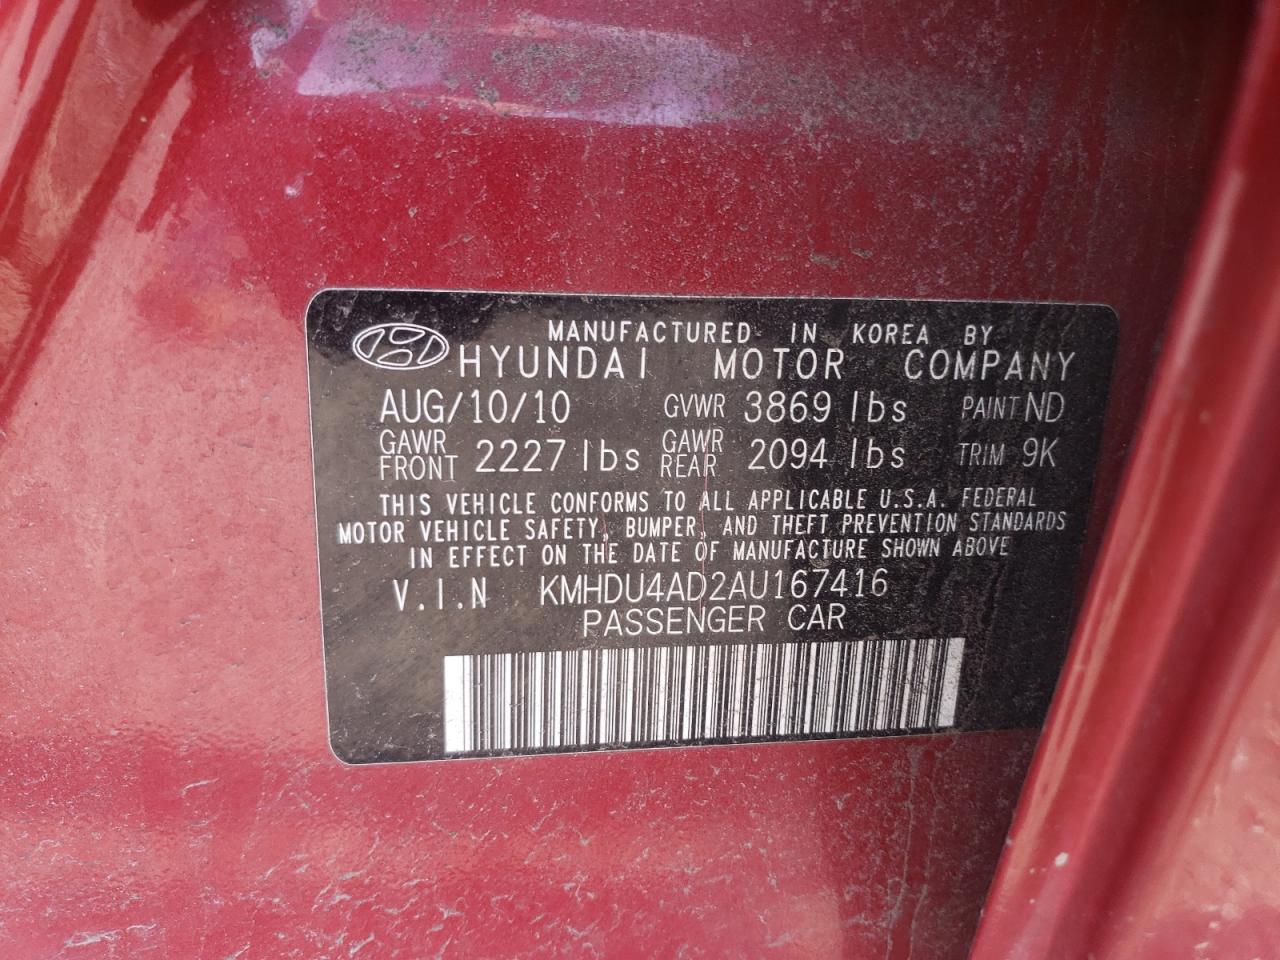 MANUFACTURED IN KOREA BY
HYUNDAI MOTOR COMPANY
AUG/10/10 GVWR 3869 lbs PAINT ND
GAWR FRONT 2227 lbs GAWR REAR 2094 lbs TRIM 9K
THIS VEHICLE CONFORMS TO ALL APPLICABLE U.S.A. FEDERAL
MOTOR VEHICLE SAFETY, BUMPER, AND THEFT PREVENTION STANDARDS
IN EFFECT ON THE DATE OF MANUFACTURE SHOWN ABOVE
V.I.N KMHDU4AD2AU167416
PASSENGER CAR